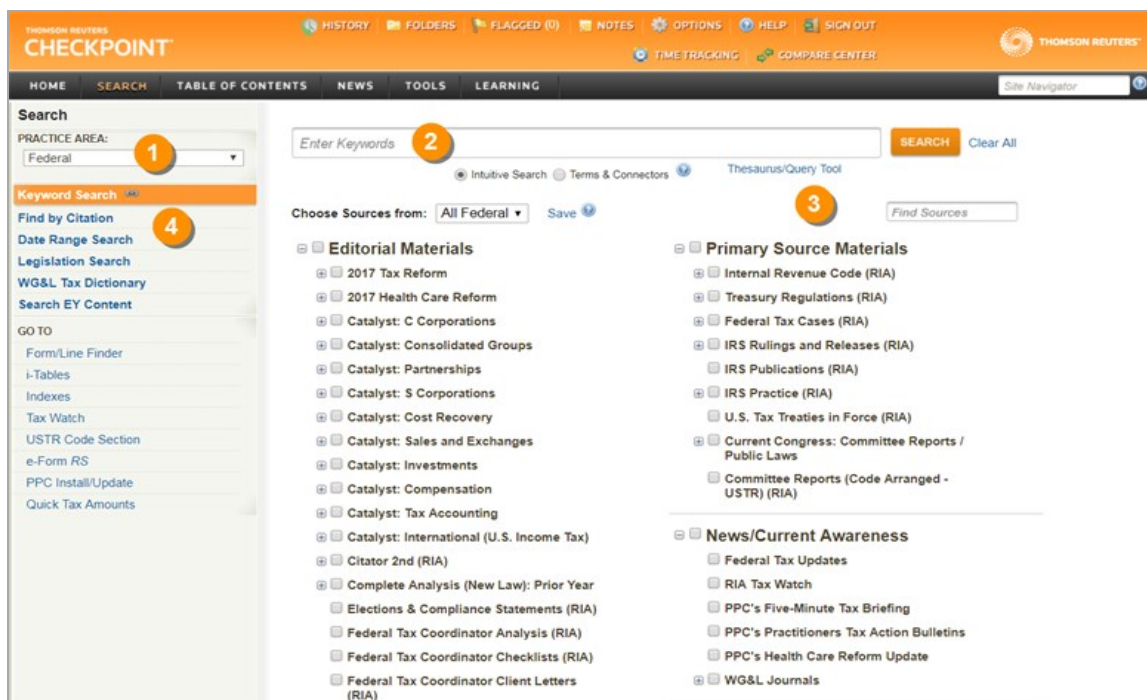 HISTORY FOLDERS FLAGGED (0) NOTES OPTIONS HELP SIGN OUT
THOMSON REUTERS
CHECKPOINT™
TIME TRACKING COMPARE CENTER
THOMSON REUTERS®
HOME SEARCH TABLE OF CONTENTS NEWS TOOLS LEARNING Site Navigator
Search
PRACTICE AREA:
Federal
1
Keyword Search
Find by Citation
4
Date Range Search
Legislation Search
WG&L Tax Dictionary
Search EY Content
GO TO
Form/Line Finder
i-Tables
Indexes
Tax Watch
USTR Code Section
e-Form RS
PPC Install/Update
Quick Tax Amounts
Enter Keywords 2 SEARCH Clear All
Intuitive Search Terms & Connectors Thesaurus/Query Tool
3
Choose Sources from: All Federal Save Find Sources
Editorial Materials
2017 Tax Reform
2017 Health Care Reform
Catalyst: C Corporations
Catalyst: Consolidated Groups
Catalyst: Partnerships
Catalyst: S Corporations
Catalyst: Cost Recovery
Catalyst: Sales and Exchanges
Catalyst: Investments
Catalyst: Compensation
Catalyst: Tax Accounting
Catalyst: International (U.S. Income Tax)
Citator 2nd (RIA)
Complete Analysis (New Law): Prior Year
Elections & Compliance Statements (RIA)
Federal Tax Coordinator Analysis (RIA)
Federal Tax Coordinator Checklists (RIA)
Federal Tax Coordinator Client Letters
(RIA)
Primary Source Materials
Internal Revenue Code (RIA)
Treasury Regulations (RIA)
Federal Tax Cases (RIA)
IRS Rulings and Releases (RIA)
IRS Publications (RIA)
IRS Practice (RIA)
U.S. Tax Treaties in Force (RIA)
Current Congress: Committee Reports /
Public Laws
Committee Reports (Code Arranged -
USTR) (RIA)
News/Current Awareness
Federal Tax Updates
RIA Tax Watch
PPC's Five-Minute Tax Briefing
PPC's Practitioners Tax Action Bulletins
PPC's Health Care Reform Update
WG&L Journals